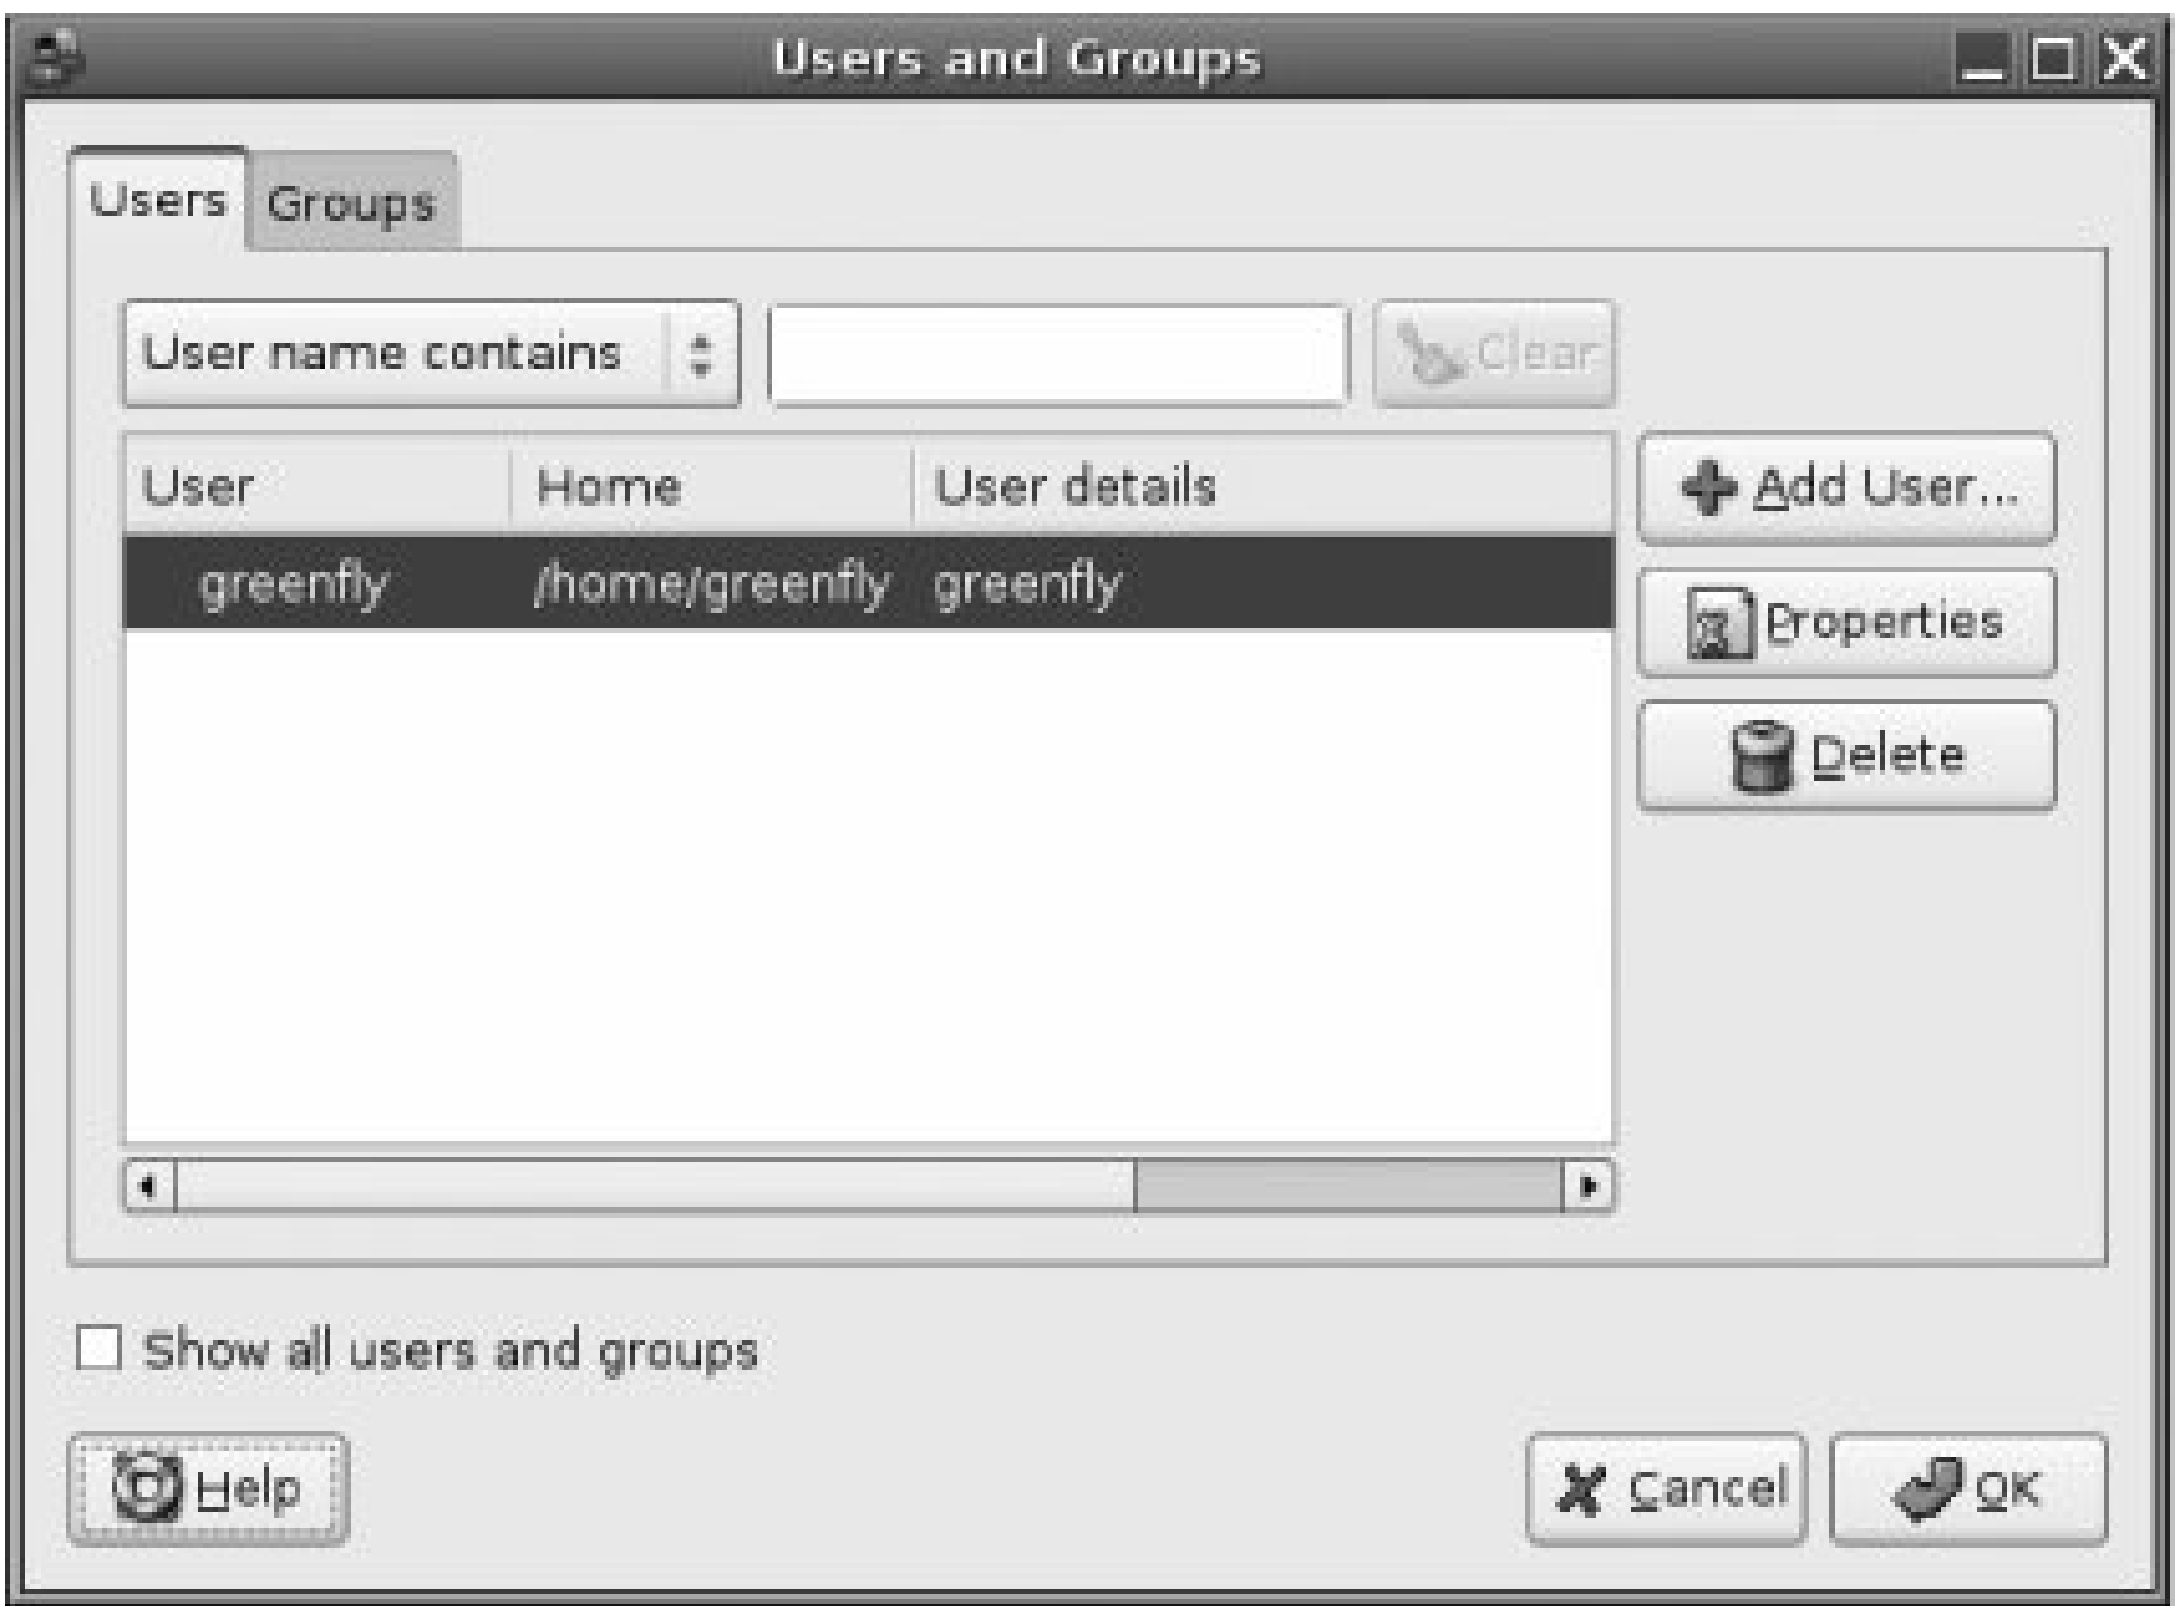 Users and Groups
Users Groups
User name contains Clear
User Home User details
greenfly /home/greenfly greenfly
Add User...
Properties
Delete
Show all users and groups
Help Cancel OK